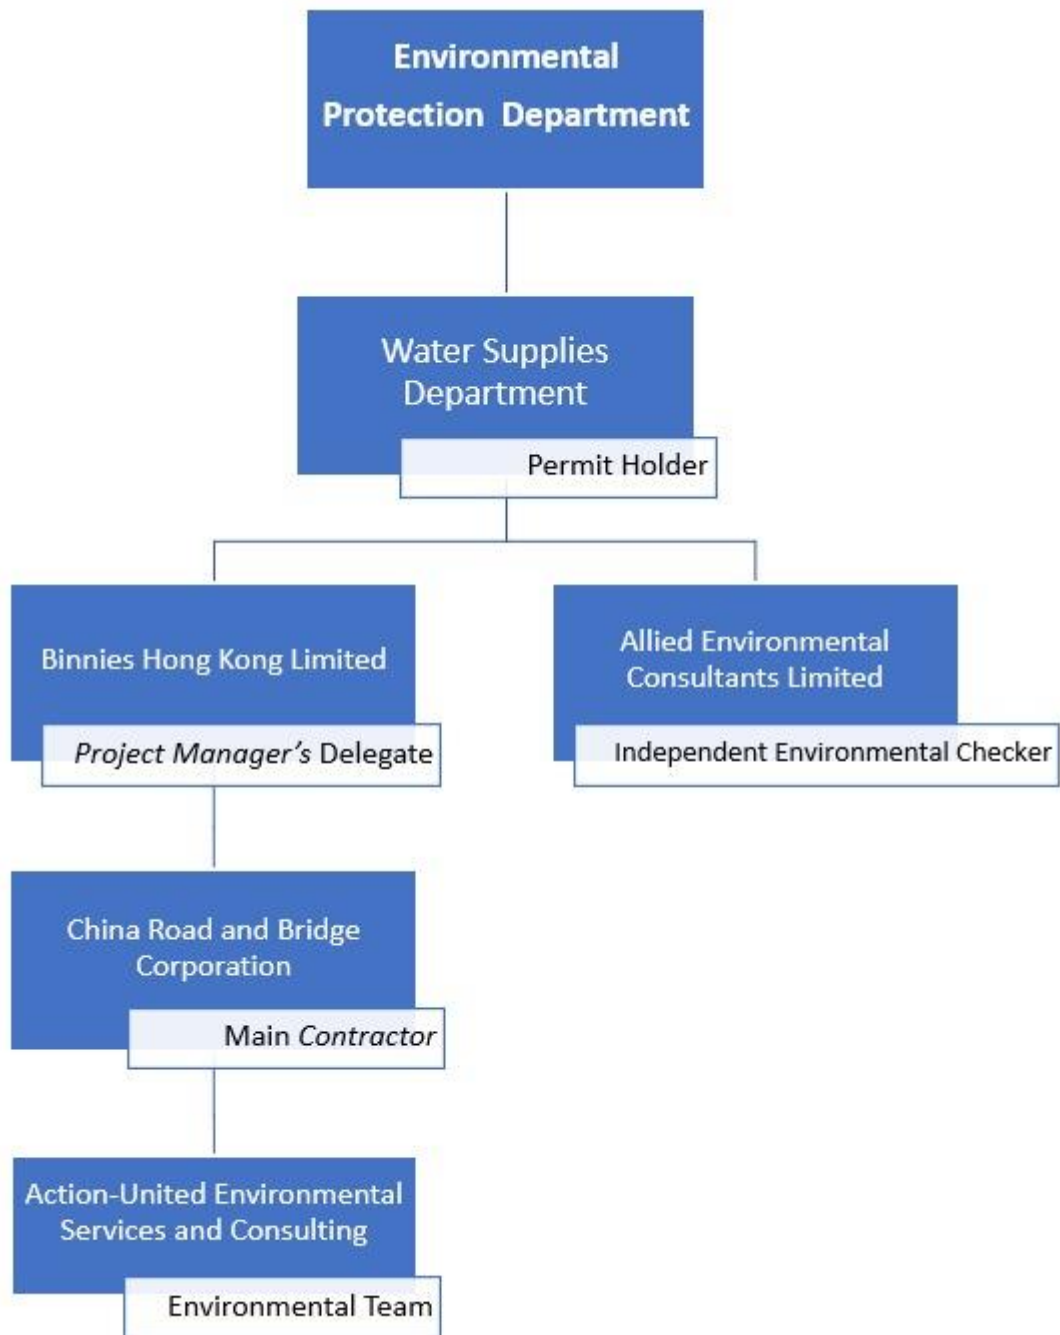 Environmental
Protection Department
Water Supplies
Department
Permit Holder
Binnies Hong Kong Limited
Project Manager’s Delegate
Allied Environmental
Consultants Limited
Independent Environmental Checker
China Road and Bridge
Corporation
Main Contractor
Action-United Environmental
Services and Consulting
Environmental Team